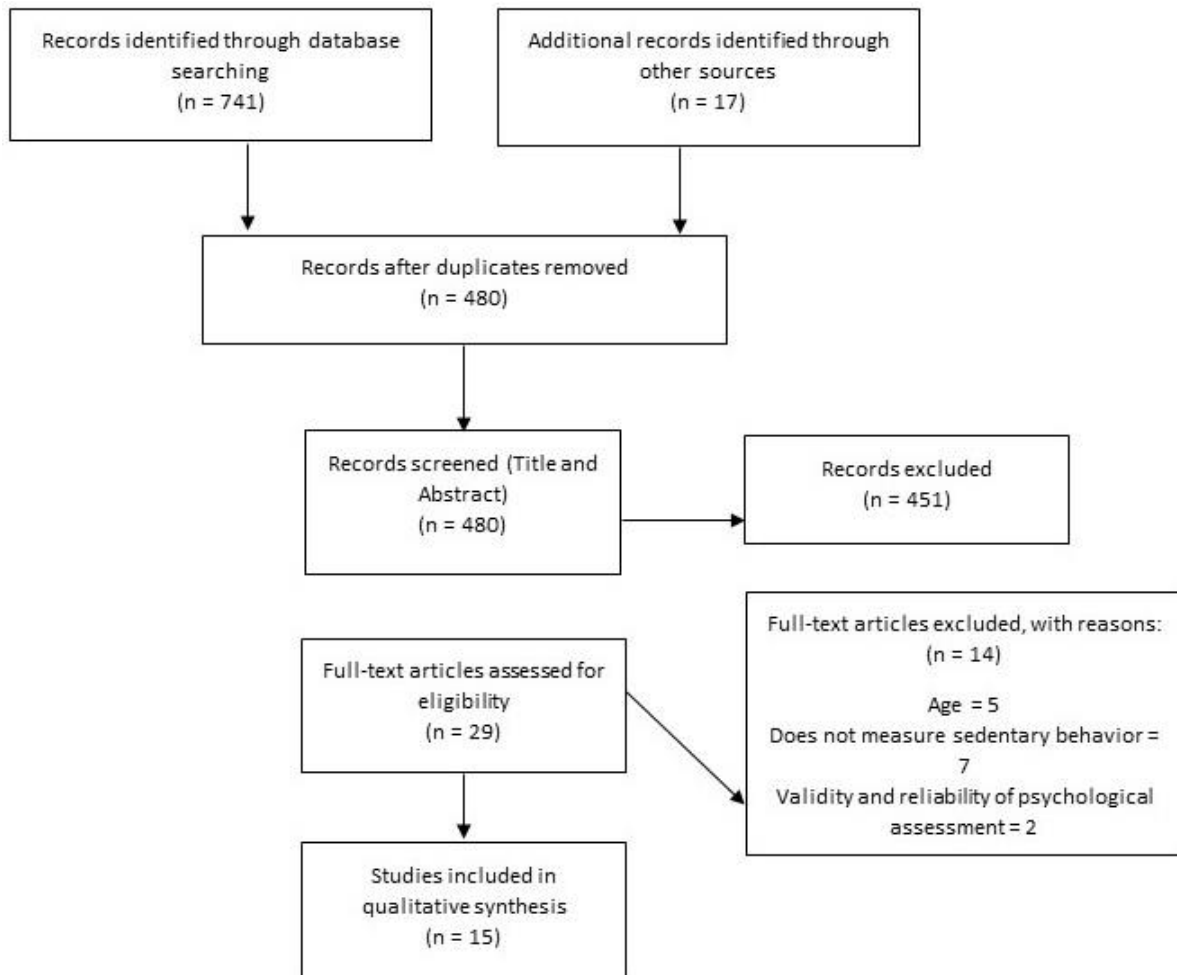 Records identified through database
searching
(n = 741)
Additional records identified through
other sources
(n = 17)
Records after duplicates removed
(n = 480)
Records screened (Title and
Abstract)
(n = 480)
Records excluded
(n = 451)
Full-text articles assessed for
eligibility
(n = 29)
Full-text articles excluded, with reasons:
(n = 14)
Age = 5
Does not measure sedentary behavior =
7
Validity and reliability of psychological
assessment = 2
Studies included in
qualitative synthesis
(n = 15)